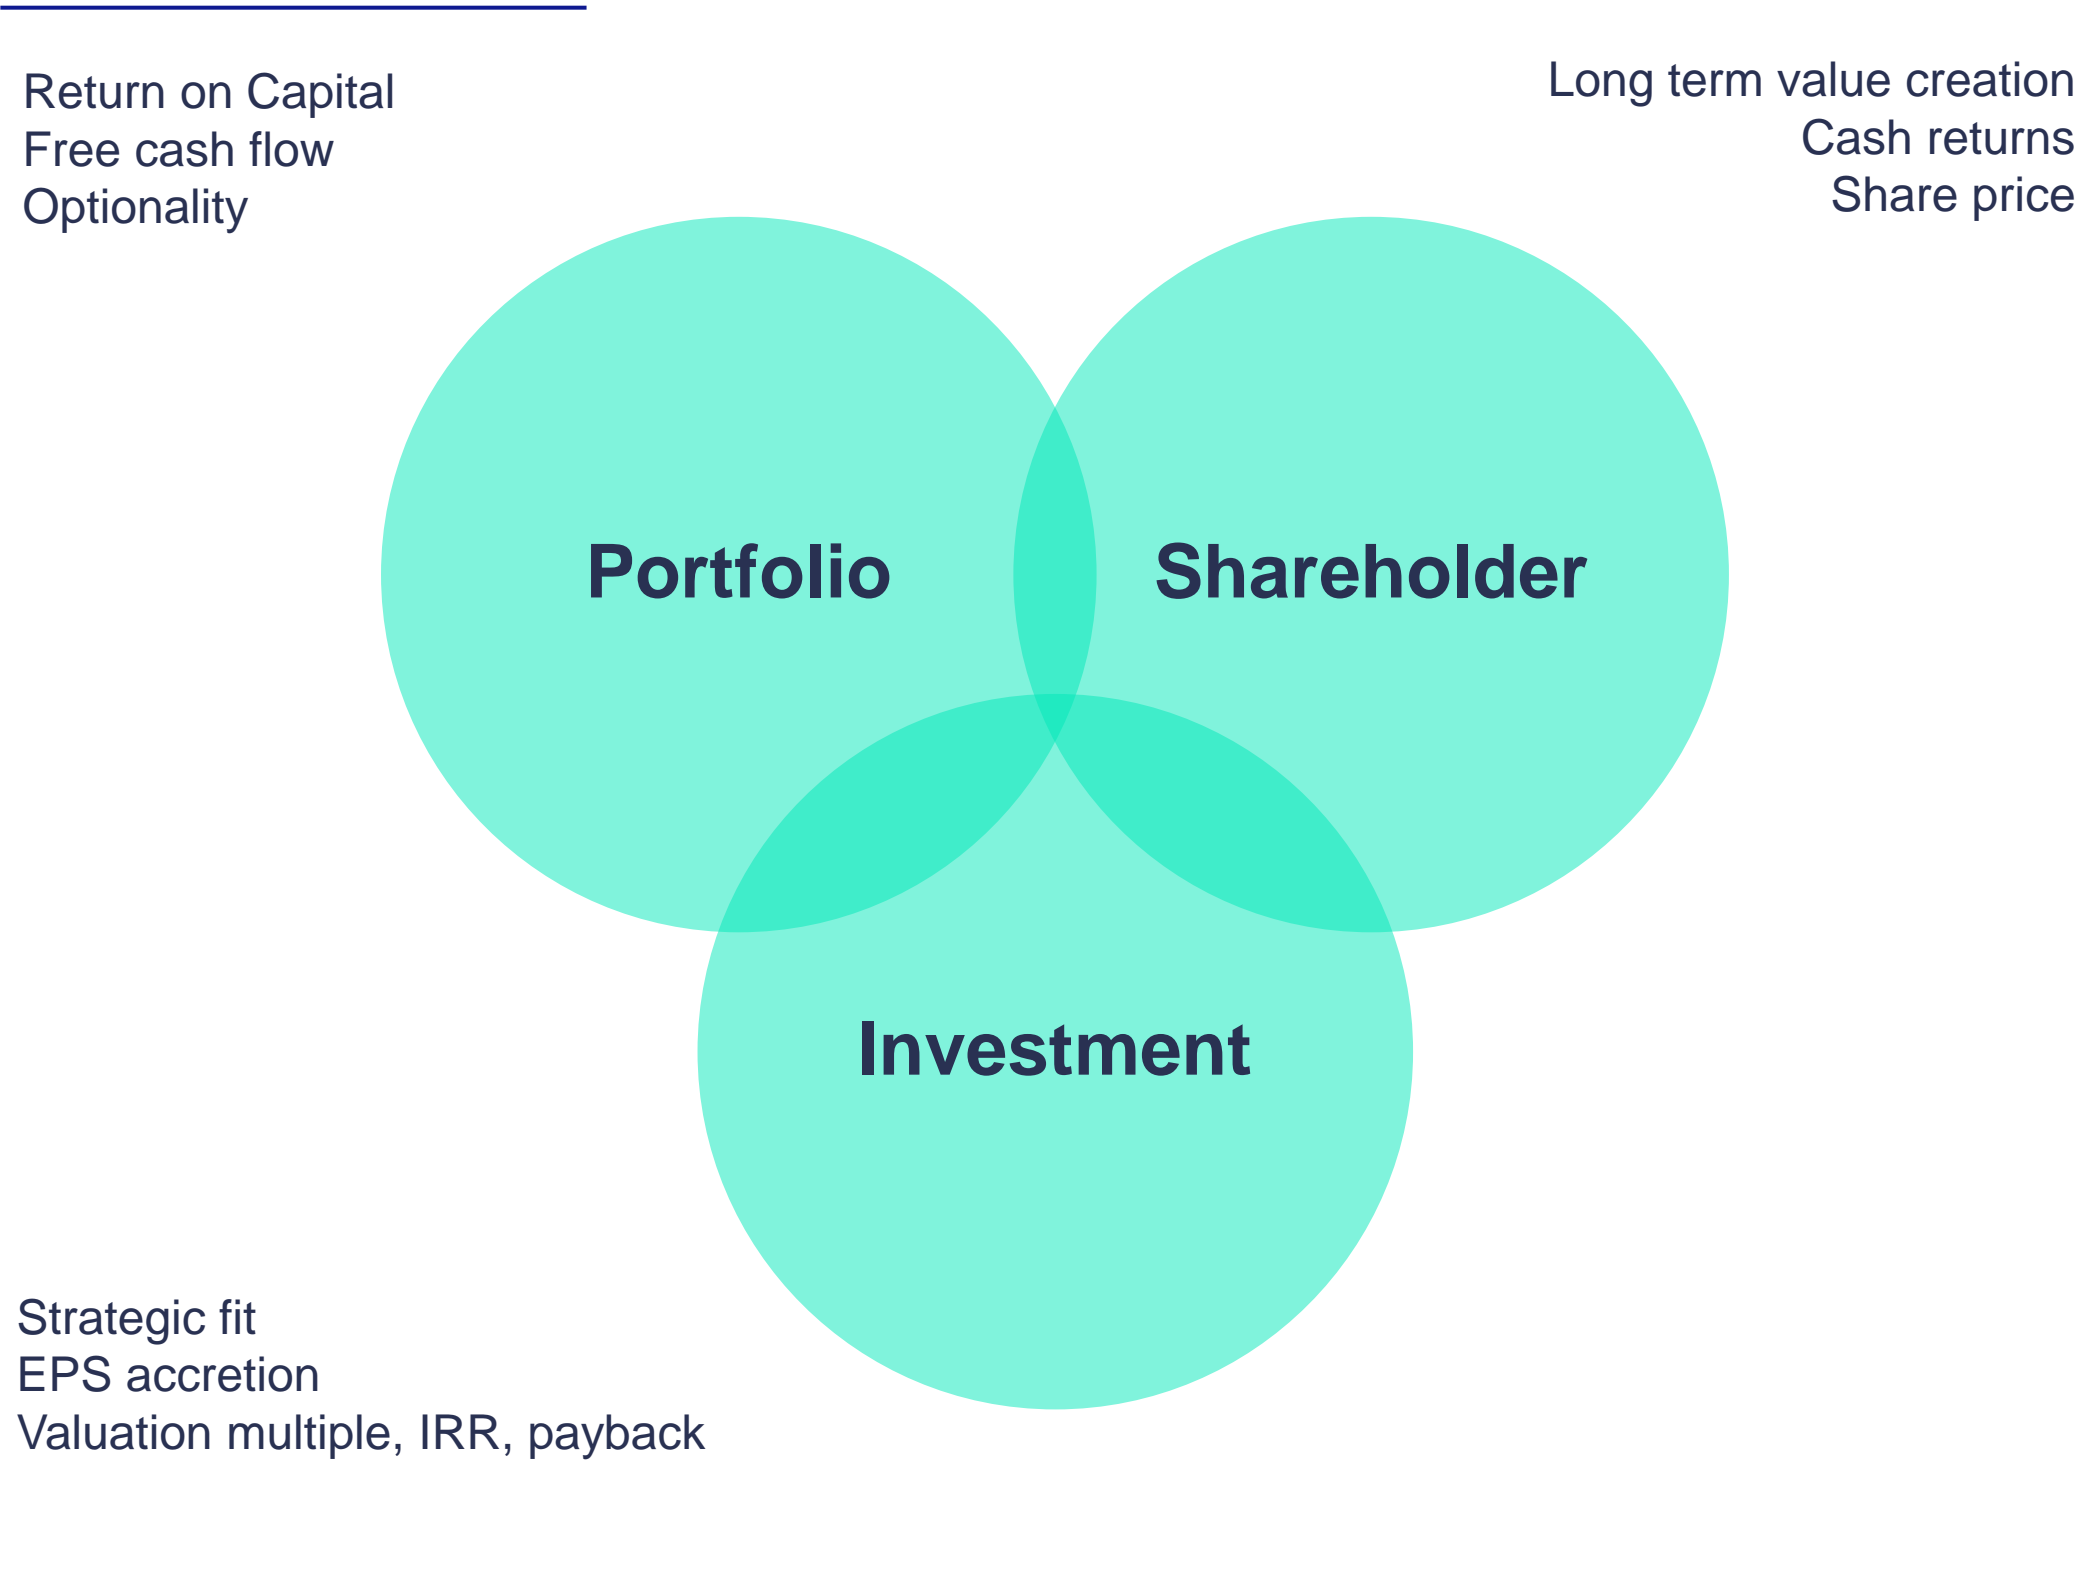 Return on Capital
Free cash flow
Optionality
Long term value creation
Cash returns
Share price
Portfolio
Shareholder
Investment
Strategic fit
EPS accretion
Valuation multiple, IRR, payback